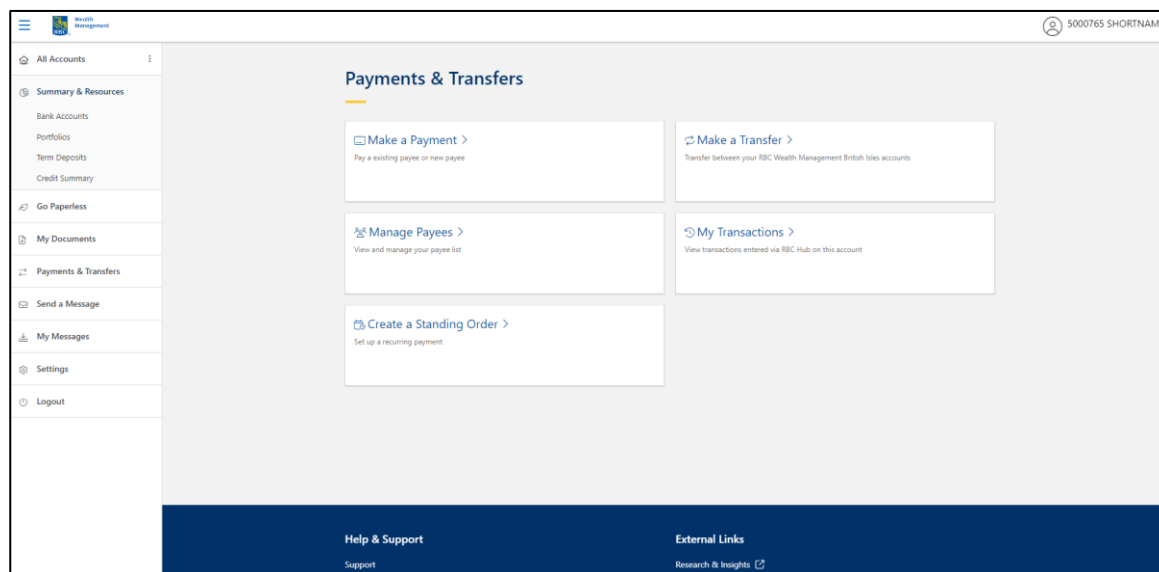 Wealth
Management
RBC
5000765 SHORTNAM
All Accounts
Summary & Resources
Bank Accounts
Portfolios
Term Deposits
Credit Summary
Go Paperless
My Documents
Payments & Transfers
Send a Message
My Messages
Settings
Logout
Payments & Transfers
Make a Payment >
Pay a existing payee or new payee
Make a Transfer >
Transfer between your RBC Wealth Management British Isles accounts
Manage Payees >
View and manage your payee list
My Transactions >
View transactions entered via RBC Hub on this account
Create a Standing Order >
Set up a recurring payment
Help & Support
Support
External Links
Research & Insights